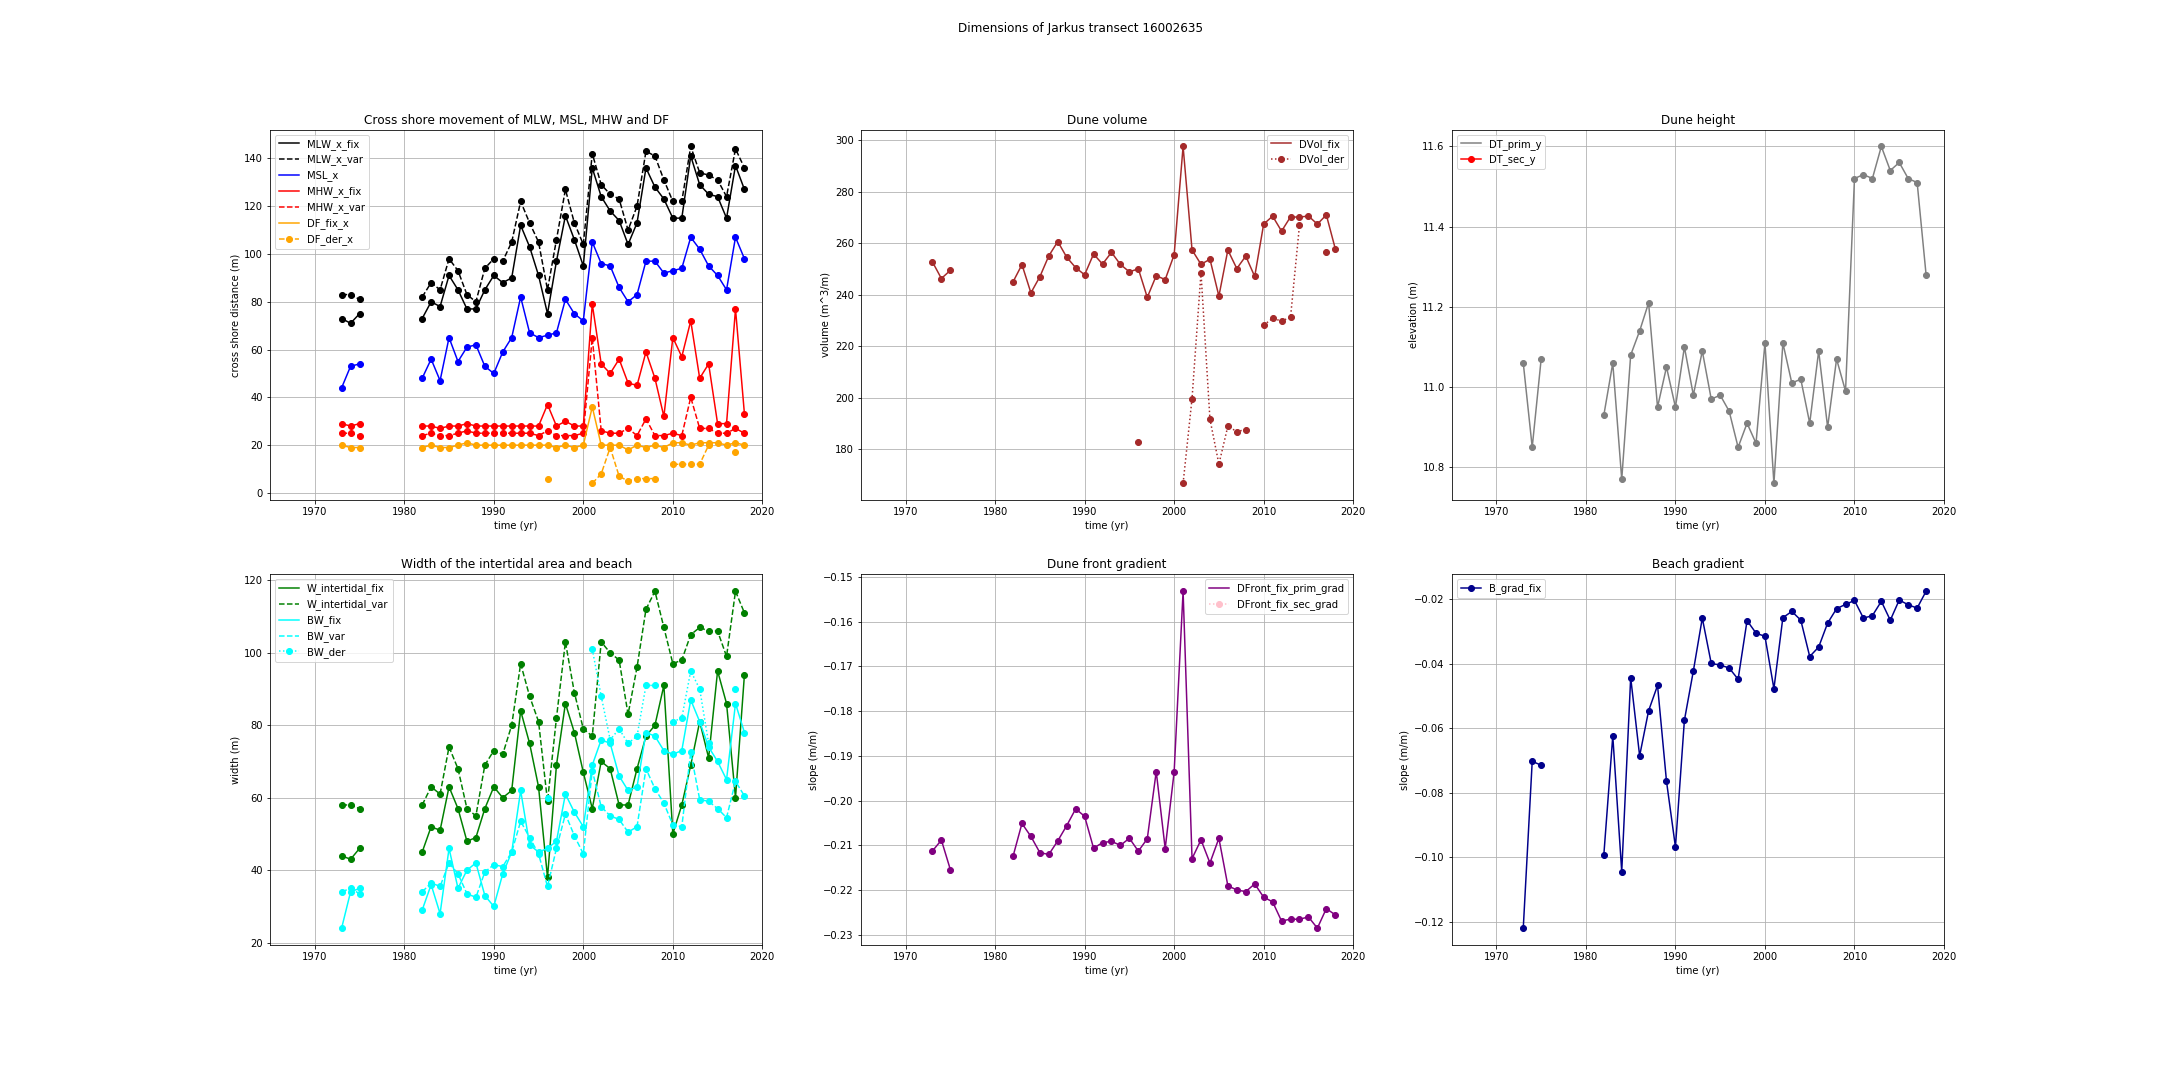 Dimensions of Jarkus transect 16002635
Cross shore movement of MLW, MSL, MHW and DF
MLW_x_fix
MLW_x_var
MSL_x
MHW_x_fix
MHW_x_var
DF_fix_x
DF_der_x
cross shore distance (m)
140
120
100
80
60
40
20
0
1970 1980 1990 2000 2010 2020
time (yr)
Dune volume
DVol_fix
DVol_der
volume (m^3/m)
300
280
260
240
220
200
180
1970 1980 1990 2000 2010 2020
time (yr)
Dune height
DT_prim_y
DT_sec_y
elevation (m)
11.6
11.4
11.2
11.0
10.8
1970 1980 1990 2000 2010 2020
time (yr)
Width of the intertidal area and beach
W_intertidal_fix
W_intertidal_var
BW_fix
BW_var
BW_der
width (m)
120
100
80
60
40
20
1970 1980 1990 2000 2010 2020
time (yr)
Dune front gradient
DFront_fix_prim_grad
DFront_fix_sec_grad
slope (m/m)
−0.15
−0.16
−0.17
−0.18
−0.19
−0.20
−0.21
−0.22
−0.23
1970 1980 1990 2000 2010 2020
time (yr)
Beach gradient
B_grad_fix
slope (m/m)
−0.02
−0.04
−0.06
−0.08
−0.10
−0.12
1970 1980 1990 2000 2010 2020
time (yr)